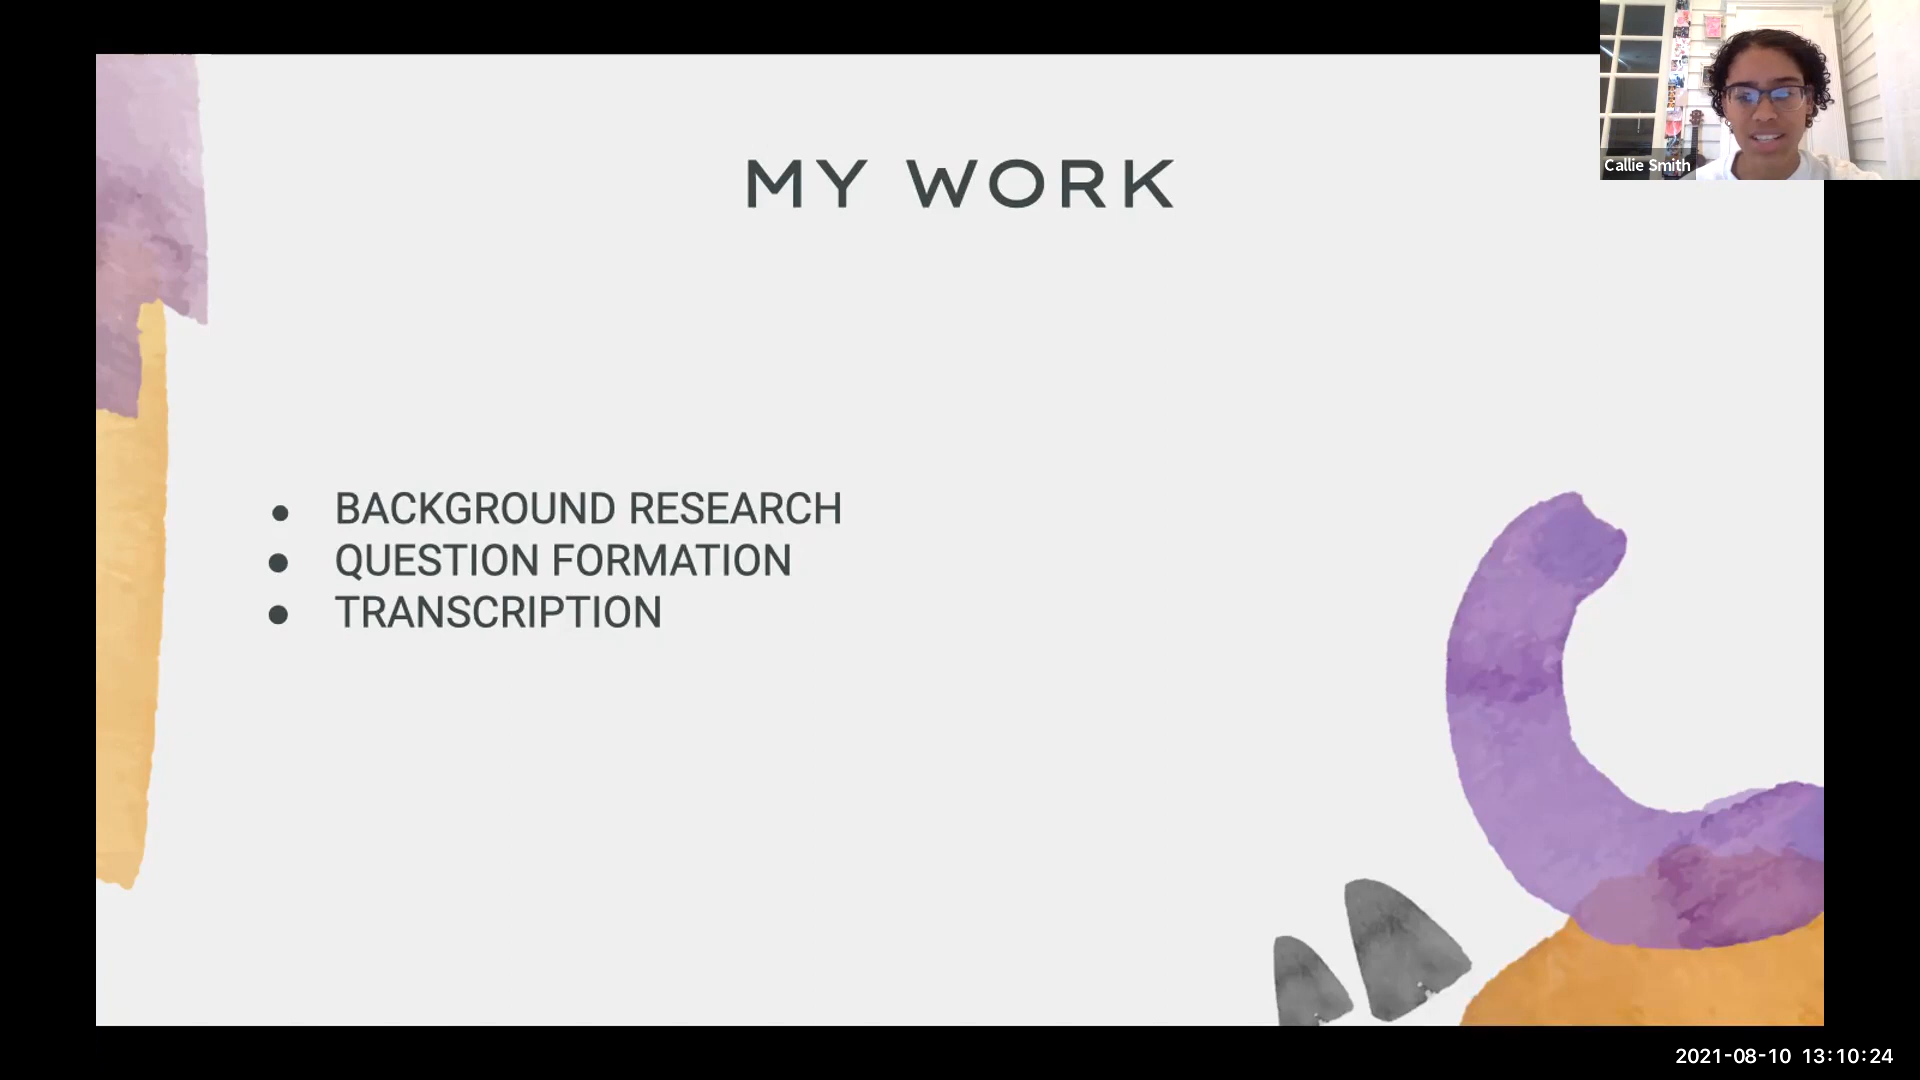 MY WORK
Callie Smith
● BACKGROUND RESEARCH
● QUESTION FORMATION
● TRANSCRIPTION
2021-08-10 13:10:24